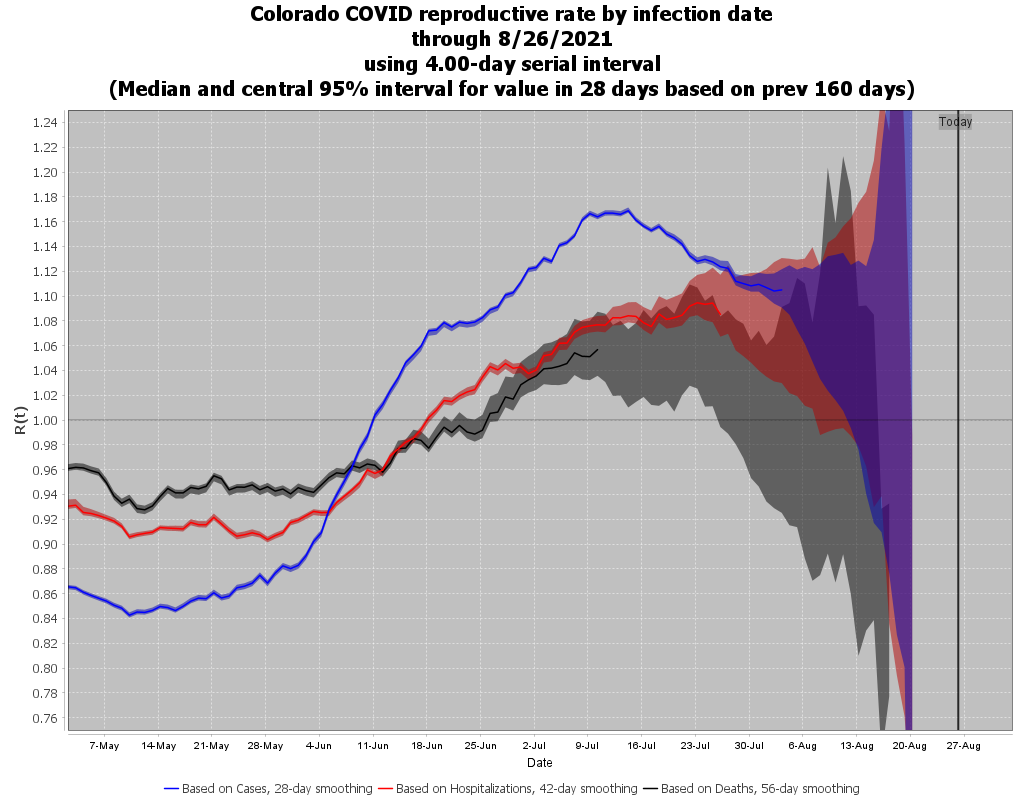 Colorado COVID reproductive rate by infection date
through 8/26/2021
using 4.00-day serial interval
(Median and central 95% interval for value in 28 days based on prev 160 days)
Today
R(t)
1.24
1.22
1.20
1.18
1.16
1.14
1.12
1.10
1.08
1.06
1.04
1.02
1.00
0.98
0.96
0.94
0.92
0.90
0.88
0.86
0.84
0.82
0.80
0.78
0.76
7-May 14-May 21-May 28-May 4-Jun 11-Jun 18-Jun 25-Jun 2-Jul 9-Jul 16-Jul 23-Jul 30-Jul 6-Aug 13-Aug 20-Aug 27-Aug
Date
Based on Cases, 28-day smoothing Based on Hospitalizations, 42-day smoothing Based on Deaths, 56-day smoothing